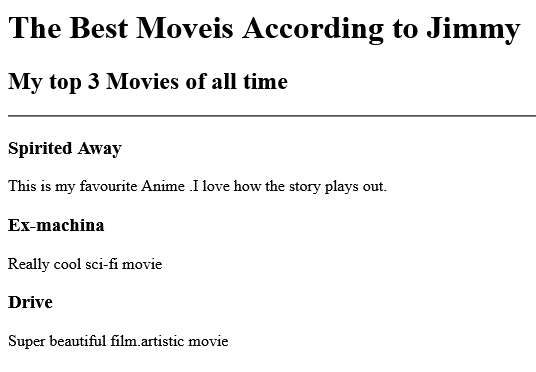 The Best Moveis According to Jimmy
My top 3 Movies of all time
Spirited Away
This is my favourite Anime .I love how the story plays out.
Ex-machina
Really cool sci-fi movie
Drive
Super beautiful film.artistic movie